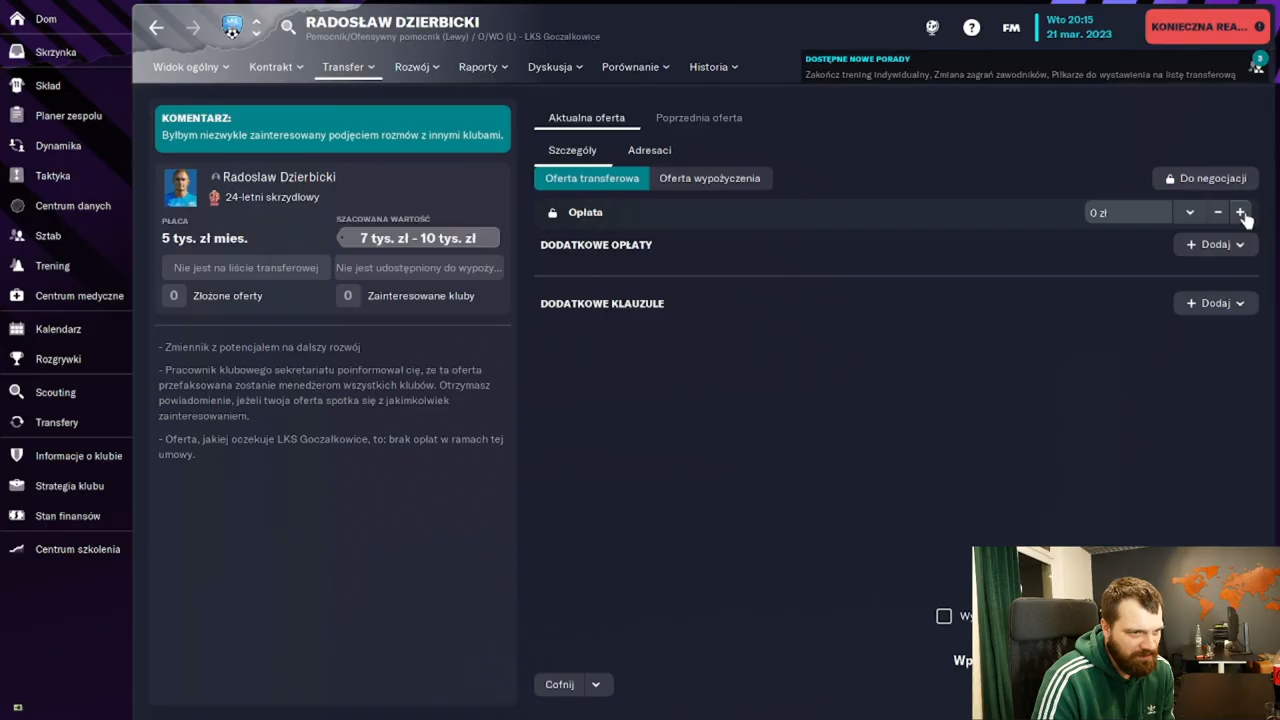 Dom
Skrzynka
Skład
Planer zespołu
Dynamika
Taktyka
Centrum danych
Sztab
Trening
Centrum medyczne
Kalendarz
Rozgrywki
Scouting
Transfery
Informacje o klubie
Strategia klubu
Stan finansów
Centrum szkolenia
RADOSŁAW DZIERBICKI
Pomocnik/Ofensywny pomocnik (Lewy) / O/WO (L) - LKS Goczałkowice
FM
Wto 20:15
21 mar. 2023
KONIECZNA REA...
Widok ogólny
Kontrakt
Transfer
Rozwój
Raporty
Dyskusja
Porównanie
Historia
DOSTĘPNE NOWE PORADY
Zakończ trening indywidualny, Zmiana zagrań zawodników, Piłkarze do wystawienia na listę transferową
3
KOMENTARZ:
Byłbym niezwykle zainteresowany podjęciem rozmów z innymi klubami.
Radosław Dzierbicki
24-letni skrzydłowy
PŁACA
5 tys. zł mies.
SZACOWANA WARTOŚĆ
7 tys. zł - 10 tys. zł
Nie jest na liście transferowej
Nie jest udostępniony do wypoży...
0 Złożone oferty
0 Zainteresowane kluby
- Zmiennik z potencjałem na dalszy rozwój
- Pracownik klubowego sekretariatu poinformował cię, że ta oferta
przefaksowana zostanie menedżerom wszystkich klubów. Otrzymasz
powiadomienie, jeżeli twoja oferta spotka się z jakimkolwiek
zainteresowaniem.
- Oferta, jakiej oczekuje LKS Goczałkowice, to: brak opłat w ramach tej
umowy.
Aktualna oferta
Poprzednia oferta
Szczegóły
Adresaci
Oferta transferowa
Oferta wypożyczenia
Do negocjacji
Opłata
0 zł
DODATKOWE OPŁATY
+ Dodaj
DODATKOWE KLAUZULE
+ Dodaj
Cofnij